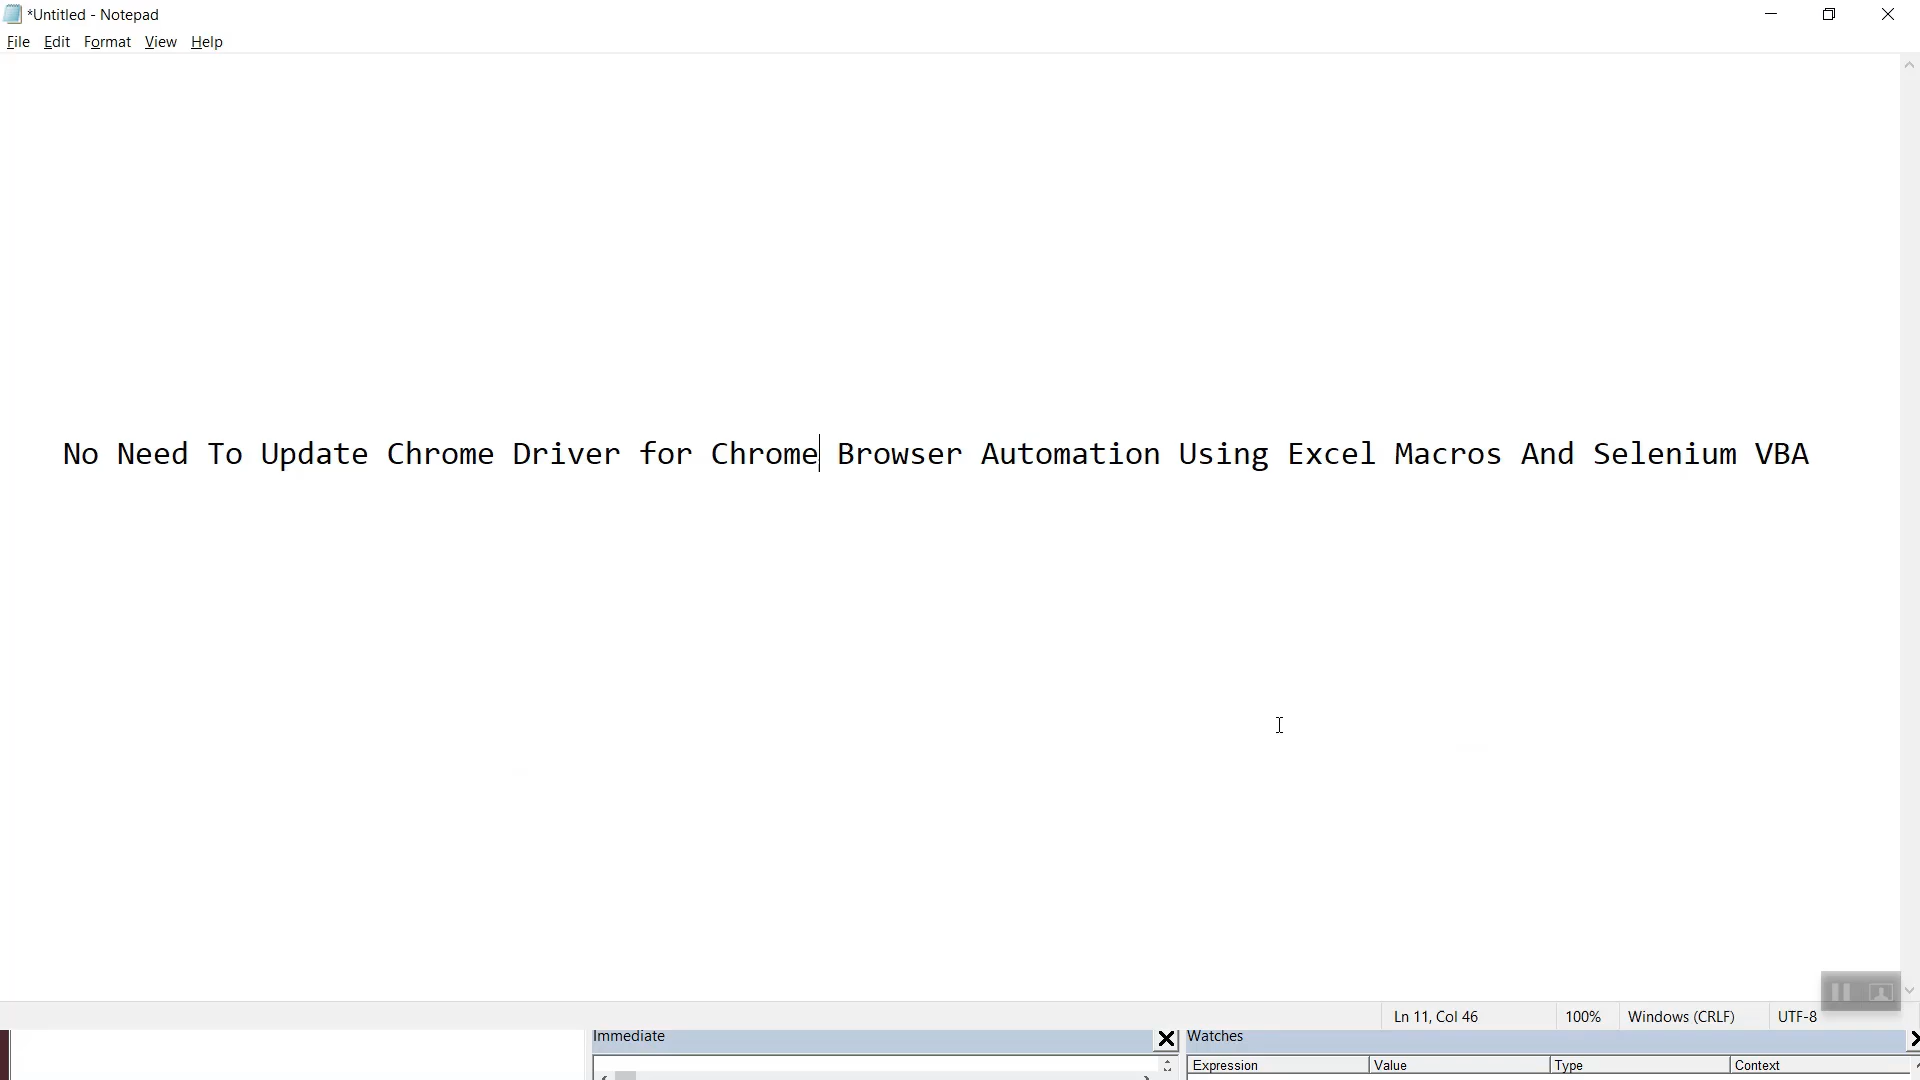 *Untitled - Notepad
File Edit Format View Help
No Need To Update Chrome Driver for Chrome Browser Automation Using Excel Macros And Selenium VBA
Ln 11, Col 46 100% Windows (CRLF) UTF-8
Immediate
Watches
Expression Value Type Context